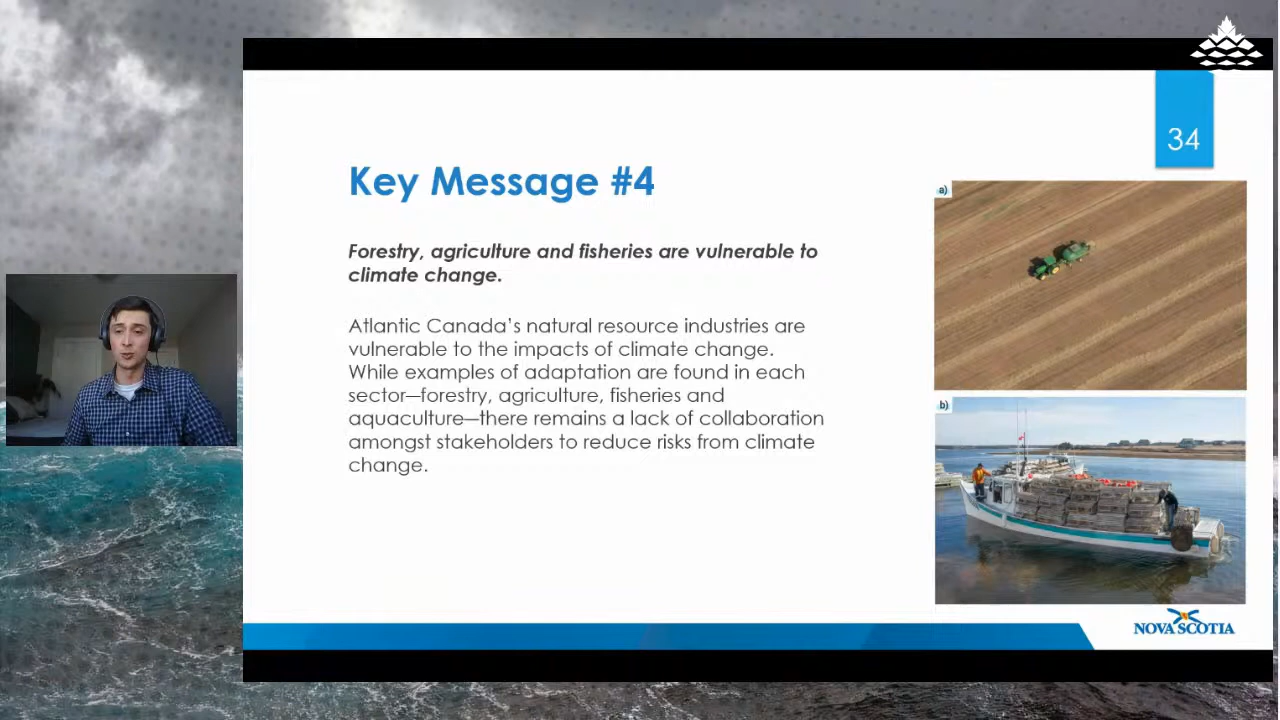 34
Key Message #4
Forestry, agriculture and fisheries are vulnerable to
climate change.
Atlantic Canada's natural resource industries are
vulnerable to the impacts of climate change.
While examples of adaptation are found in each
sector—forestry, agriculture, fisheries and
aquaculture—there remains a lack of collaboration
amongst stakeholders to reduce risks from climate
change.
a)
b)
NOVA SCOTIA